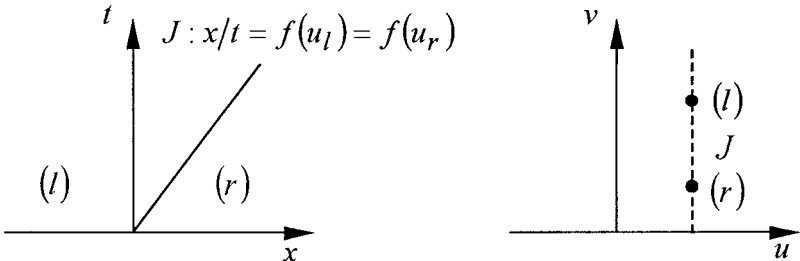 t
J : x/t = f(u_l) = f(u_r)
(l)
(r)
x
v
(l)
J
(r)
u